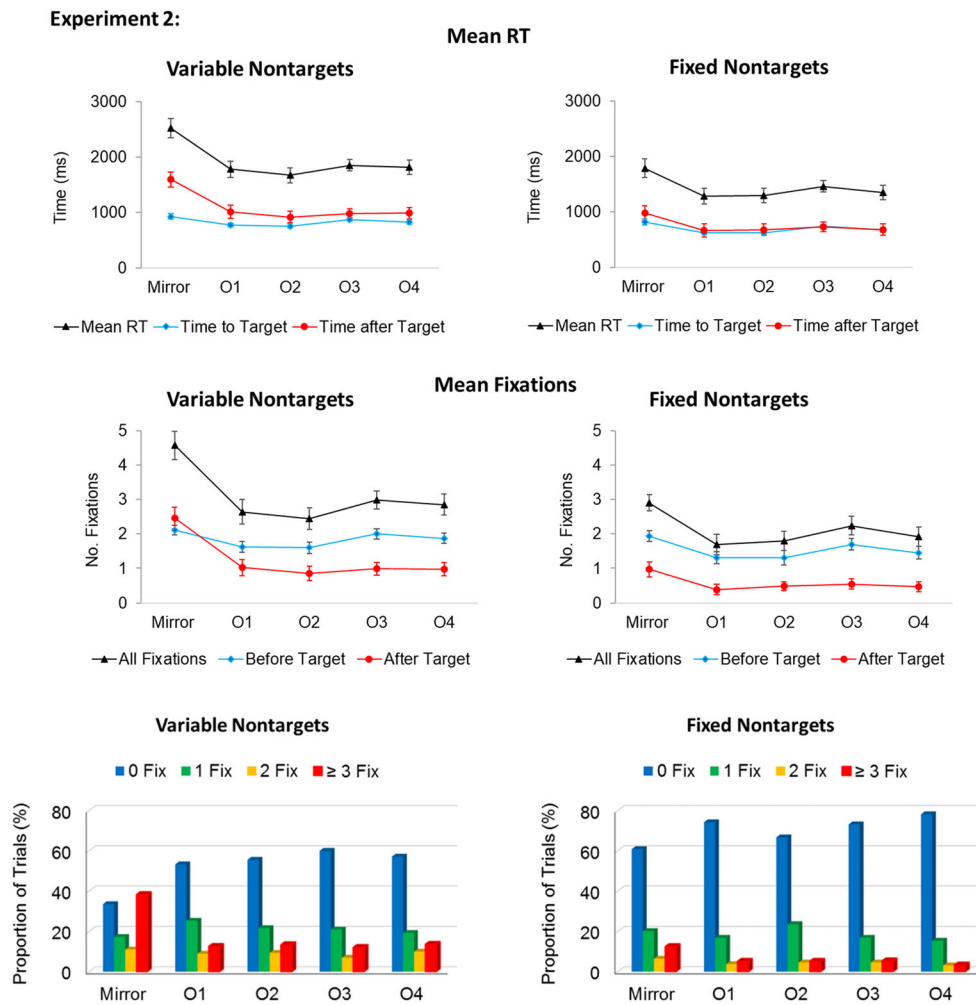 Experiment 2:
Mean RT
Variable Nontargets
Fixed Nontargets
3000
2000
1000
0
Time (ms)
Mirror O1 O2 O3 O4
Mean RT Time to Target Time after Target
3000
2000
1000
0
Time (ms)
Mirror O1 O2 O3 O4
Mean RT Time to Target Time after Target
Mean Fixations
Variable Nontargets
Fixed Nontargets
5
4
3
2
1
0
No. Fixations
Mirror O1 O2 O3 O4
All Fixations Before Target After Target
5
4
3
2
1
0
No. Fixations
Mirror O1 O2 O3 O4
All Fixations Before Target After Target
Variable Nontargets
0 Fix 1 Fix 2 Fix ≥ 3 Fix
80
60
40
20
0
Proportion of Trials (%)
Mirror O1 O2 O3 O4
Fixed Nontargets
0 Fix 1 Fix 2 Fix ≥ 3 Fix
80
60
40
20
0
Proportion of Trials (%)
Mirror O1 O2 O3 O4